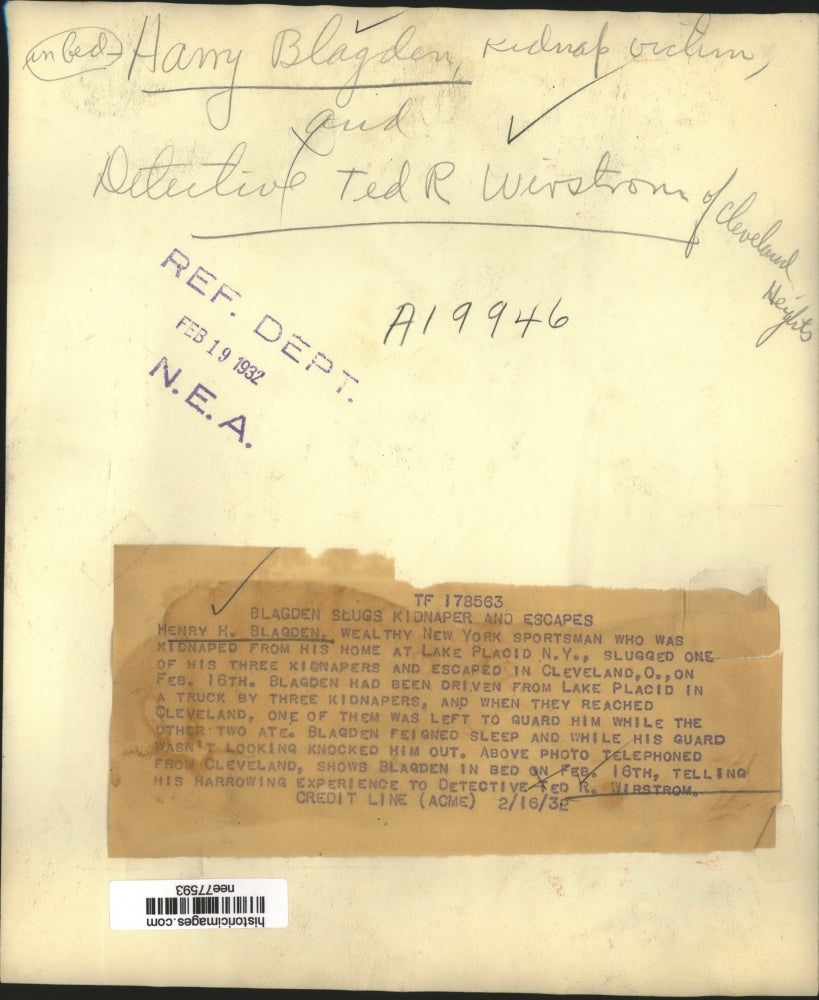 in bed - Harry Blagden, kidnap victim,
and
Detective Ted R Wirstrom of Cleveland
Heights
REF. DEPT.
FEB 19 1932
N.E.A.
A19946
TF 178563
BLAGDEN SLUGS KIDNAPER AND ESCAPES
HENRY H. BLAGDEN, WEALTHY NEW YORK SPORTSMAN WHO WAS
KIDNAPED FROM HIS HOME AT LAKE PLACID N.Y., SLUGGED ONE
OF HIS THREE KIDNAPERS AND ESCAPED IN CLEVELAND,O.,ON
FEB. 16TH. BLAGDEN HAD BEEN DRIVEN FROM LAKE PLACID IN
A TRUCK BY THREE KIDNAPERS, AND WHEN THEY REACHED
CLEVELAND, ONE OF THEM WAS LEFT TO GUARD HIM WHILE THE
OTHER TWO ATE. BLAGDEN FEIGNED SLEEP AND WHILE HIS GUARD
WASN'T LOOKING KNOCKED HIM OUT. ABOVE PHOTO TELEPHONED
FROM CLEVELAND, SHOWS BLAGDEN IN BED ON FEB. 16TH, TELLING
HIS HARROWING EXPERIENCE TO DETECTIVE TED R. WIRSTROM.
CREDIT LINE (ACME) 2/16/32
nee77593
historicimages.com